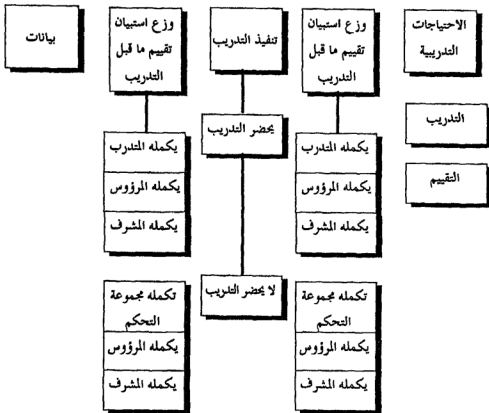 الاحتياجات
التدريبية
التدريب
التقييم
وزع استبيان
تقييم ما قبل
التدريب
يكمله المتدرب
يكمله المرؤوس
يكمله المشرف
تكمله مجموعة
التحكم
يكمله المرؤوس
يكمله المشرف
تنفيذ التدريب
يحضر التدريب
لا يحضر التدريب
وزع استبيان
تقييم ما قبل
التدريب
يكمله المتدرب
يكمله المرؤوس
يكمله المشرف
تكمله مجموعة
التحكم
يكمله المرؤوس
يكمله المشرف
بيانات